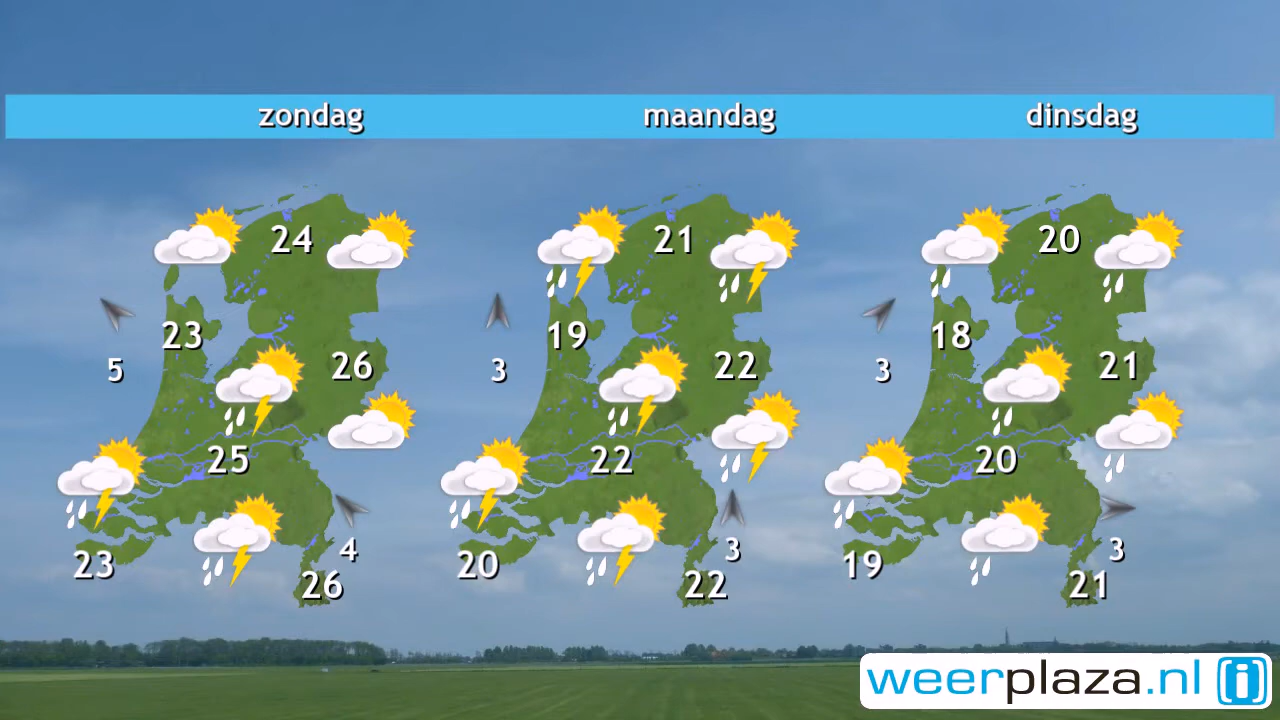 zondag maandag dinsdag
24 21 20
23 19 18
5 26 3 22 3 21
25 22 20
23 4 20 3 19 3
26 22 21
weerplaza.nl i